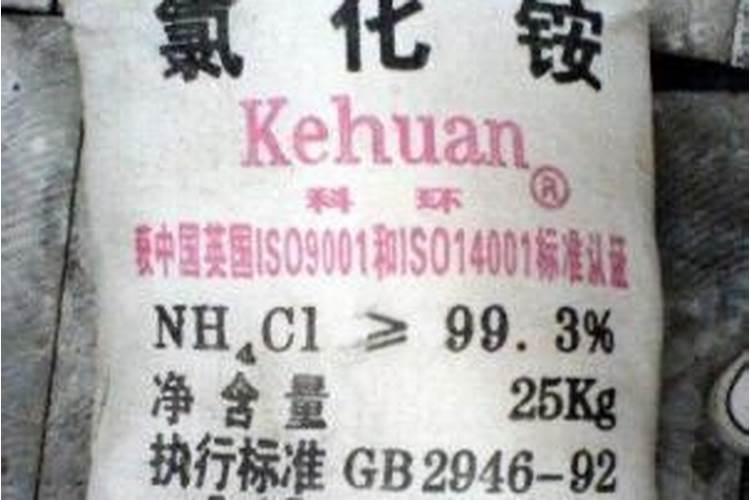 氯化铵
Kehuan®
科环
获中国英国ISO9001和ISO14001标准认证
NH₄Cl ≥ 99.3%
净含量 25Kg
执行标准 GB2946-92